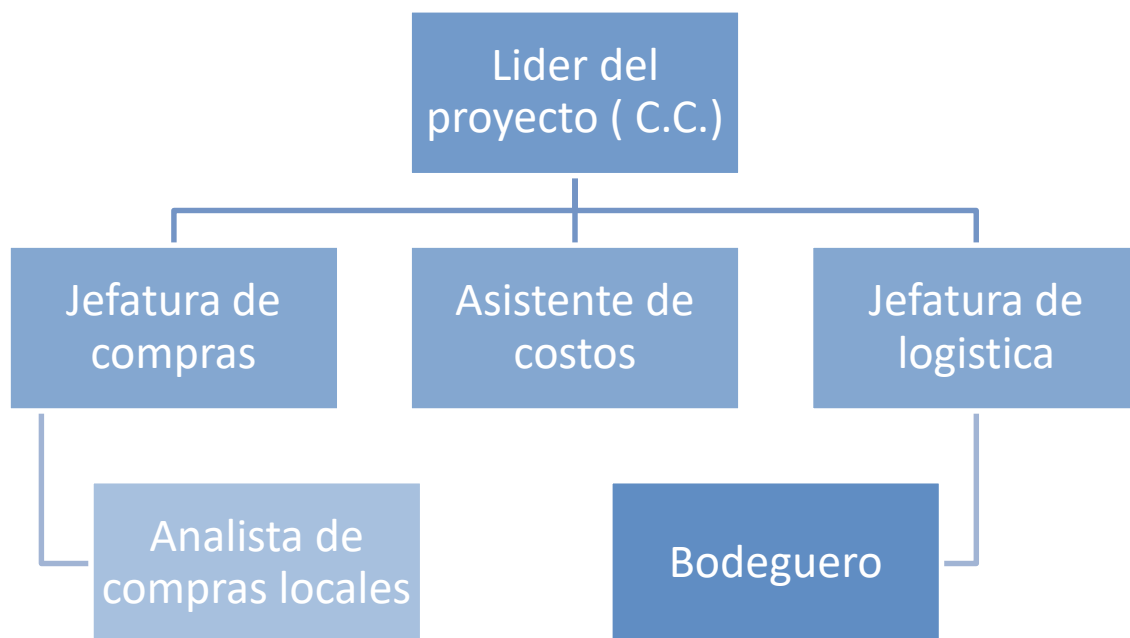 Lider del
proyecto ( C.C.)
Jefatura de
compras
Asistente de
costos
Jefatura de
logistica
Analista de
compras locales
Bodeguero